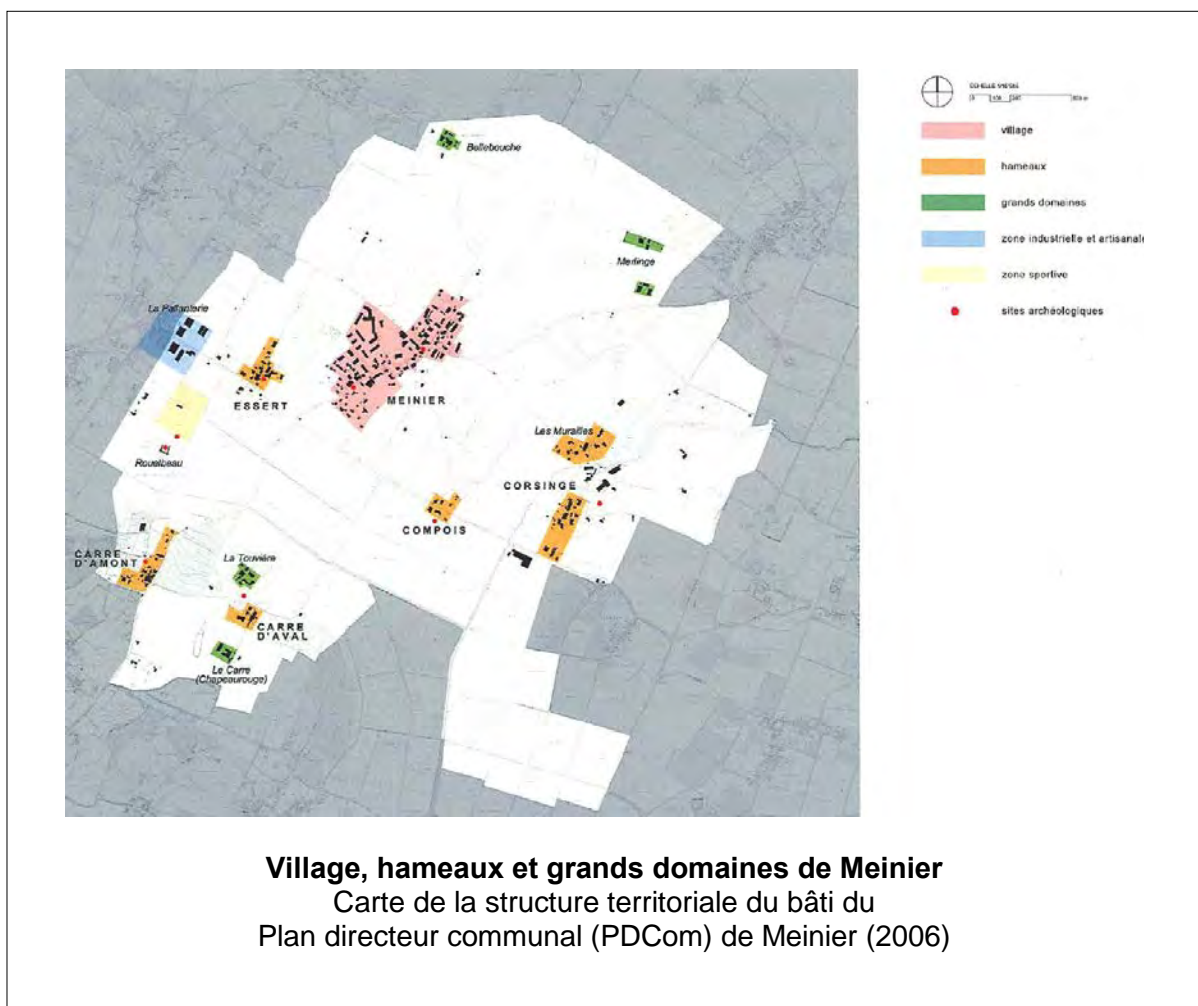 Bellebouche
Merlinge
La Pallanterie
ESSERT
MEINIER
Rouelbeau
Les Murailles
CORSINGE
COMPOIS
CARRE
D'AMONT
La Touvière
CARRE
D'AVAL
Le Carre
(Chapeaurouge)
village
hameaux
grands domaines
zone industrielle et artisanale
zone sportive
sites archéologiques
Village, hameaux et grands domaines de Meinier
Carte de la structure territoriale du bâti du
Plan directeur communal (PDCom) de Meinier (2006)